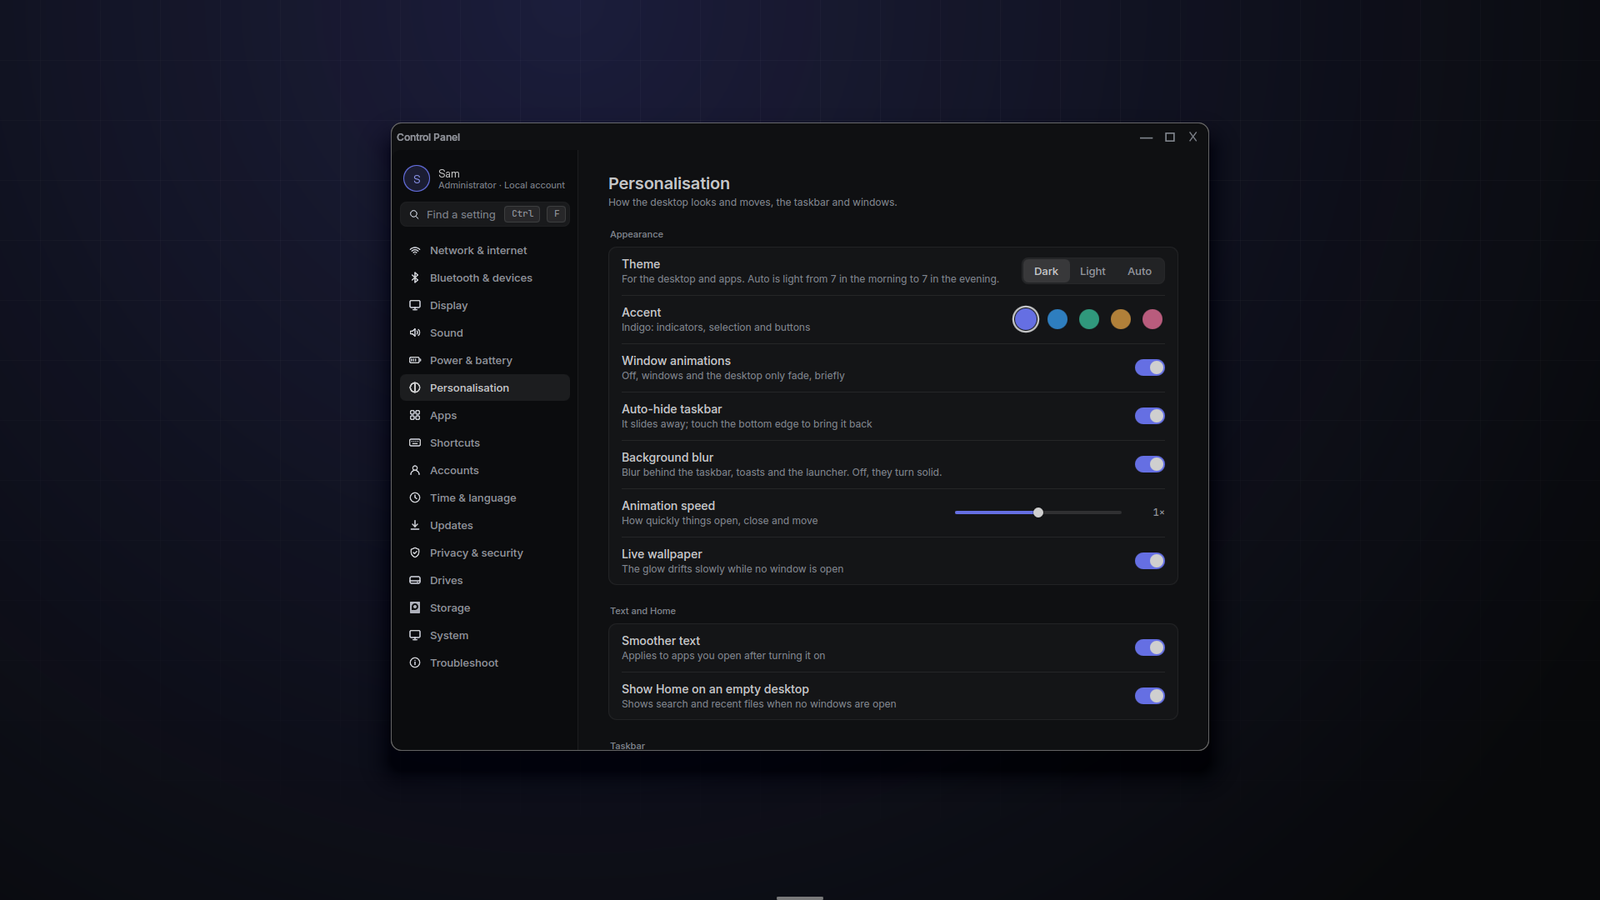 Control Panel
S
Sam
Administrator · Local account
Find a setting
Ctrl
F
Network & internet
Bluetooth & devices
Display
Sound
Power & battery
Personalisation
Apps
Shortcuts
Accounts
Time & language
Updates
Privacy & security
Drives
Storage
System
Troubleshoot
Personalisation
How the desktop looks and moves, the taskbar and windows.
Appearance
Theme
For the desktop and apps. Auto is light from 7 in the morning to 7 in the evening.
Dark
Light
Auto
Accent
Indigo: indicators, selection and buttons
Window animations
Off, windows and the desktop only fade, briefly
Auto-hide taskbar
It slides away; touch the bottom edge to bring it back
Background blur
Blur behind the taskbar, toasts and the launcher. Off, they turn solid.
Animation speed
How quickly things open, close and move
1×
Live wallpaper
The glow drifts slowly while no window is open
Text and Home
Smoother text
Applies to apps you open after turning it on
Show Home on an empty desktop
Shows search and recent files when no windows are open
Taskbar